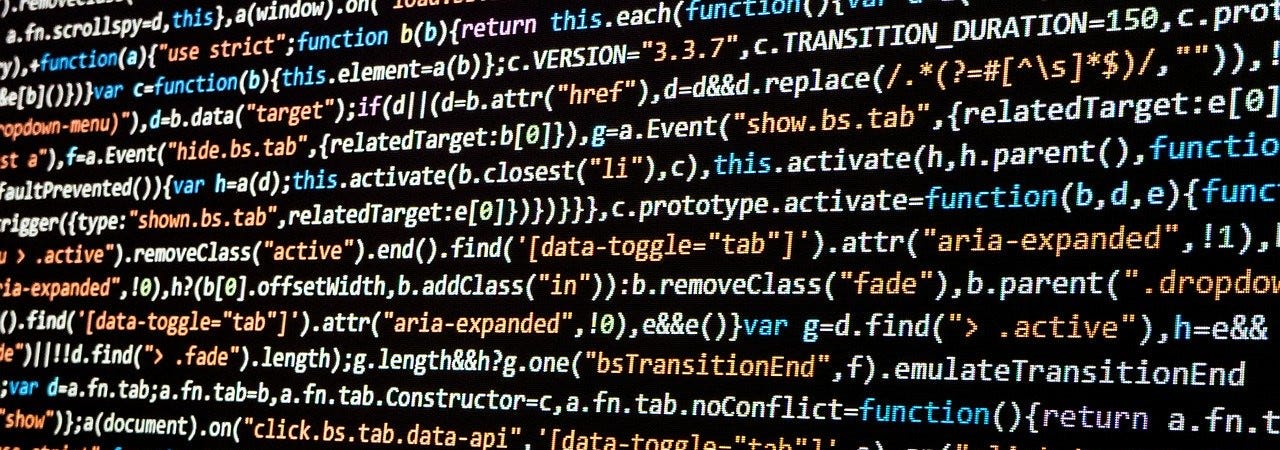 a.fn.scrollspy=d,this},a(window).on(
y),+function(a){"use strict";function b(b){return this.each(function(){var
&e[b]()})}var c=function(b){this.element=a(b)};c.VERSION="3.3.7",c.TRANSITION_DURATION=150,c.prot
ropdown-menu)"),d=b.data("target");if(d||(d=b.attr("href"),d=d&&d.replace(/.*(?=#[^\s]*$)/,"")),!
st a"),f=a.Event("hide.bs.tab",{relatedTarget:b[0]}),g=a.Event("show.bs.tab",{relatedTarget:e[0]
faultPrevented()){var h=a(d);this.activate(b.closest("li"),c),this.activate(h,h.parent(),functio
rigger({type:"shown.bs.tab",relatedTarget:e[0]})})}}},c.prototype.activate=function(b,d,e){func
u > .active").removeClass("active").end().find('[data-toggle="tab"]').attr("aria-expanded",!1),
ia-expanded",!0),h?(b[0].offsetWidth,b.addClass("in")):b.removeClass("fade"),b.parent(".dropdow
().find('[data-toggle="tab"]').attr("aria-expanded",!0),e&&e()}var g=d.find("> .active"),h=e&&
de")||!!d.find("> .fade").length);g.length&&h?g.one("bsTransitionEnd",f).emulateTransitionEnd
;var d=a.fn.tab;a.fn.tab=b,a.fn.tab.Constructor=c,a.fn.tab.noConflict=function(){return a.fn.t
"show")};a(document).on("click.bs.tab.data-api",'[data-toggle="tab"]'